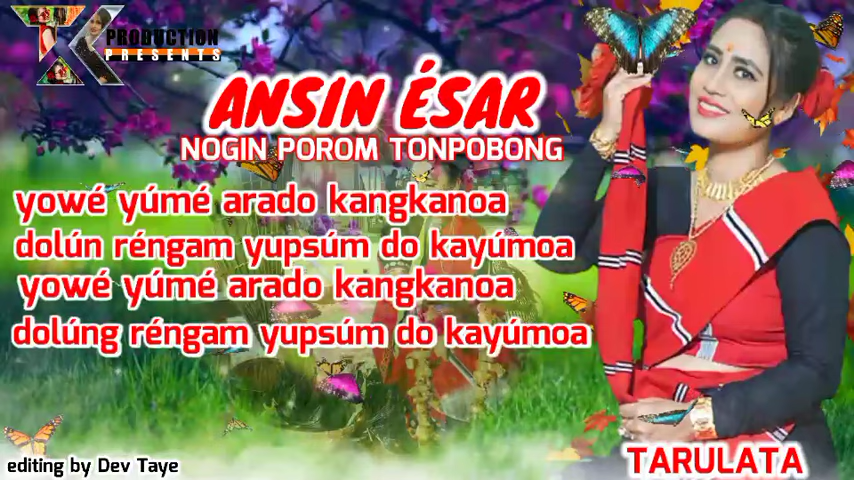 PRODUCTION
PRESENTS
ANSIN ÉSAR
NOGIN POROM TONPOBONG
yowé yúmé arado kangkanoa
dolún réngam yupsúm do kayúmoa
yowé yúmé arado kangkanoa
dolúng réngam yupsúm do kayúmoa
editing by Dev Taye
TARULATA